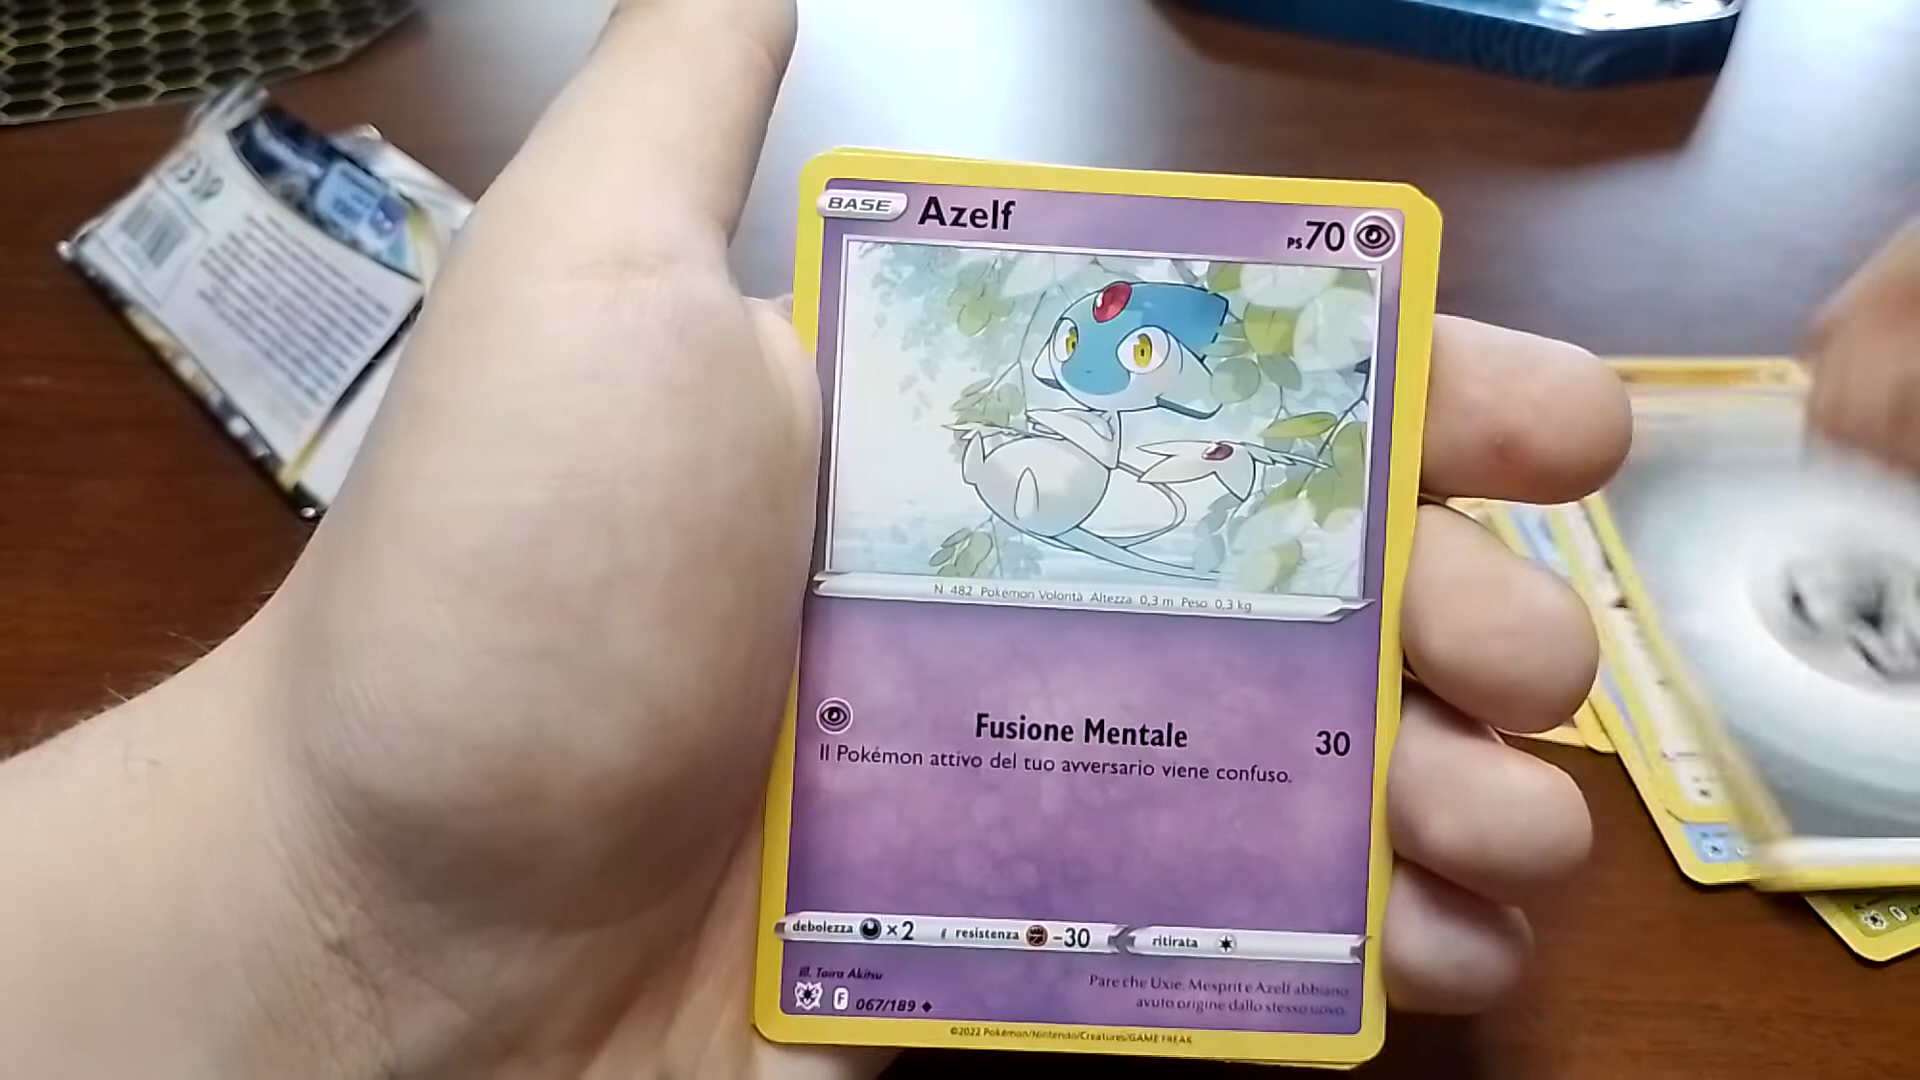 BASE Azelf PS 70
N. 482 Pokémon Volontà Altezza 0,3 m Peso 0,3 kg
Fusione Mentale 30
Il Pokémon attivo del tuo avversario viene confuso.
debolezza ×2 resistenza -30 ritirata
ill. Taira Akitsu
Pare che Uxie, Mesprit e Azelf abbiano
avuto origine dallo stesso uovo.
F 067/189
©2022 Pokémon/Nintendo/Creatures/GAME FREAK